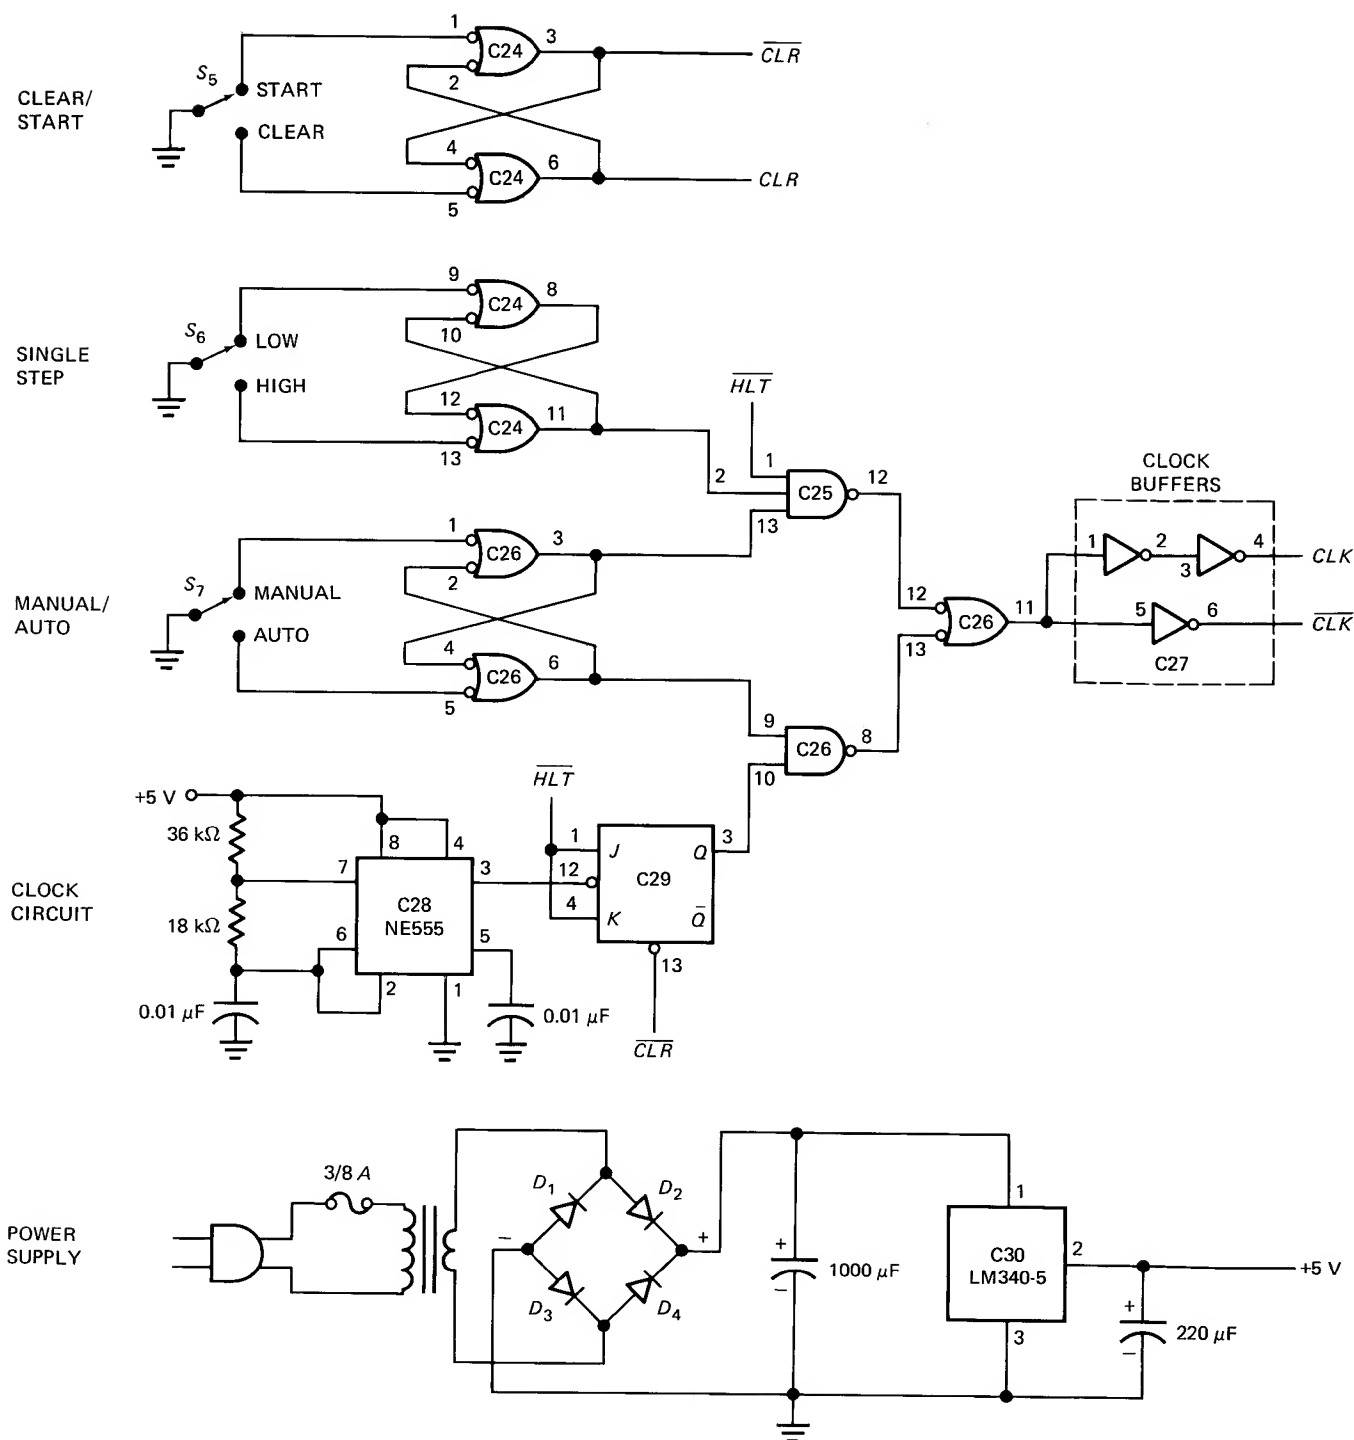 CLEAR/
START
S5
START
CLEAR
1
2
C24
3
C̅L̅R̅
4
5
C24
6
CLR
SINGLE
STEP
S6
LOW
HIGH
9
10
C24
8
12
13
C24
11
H̅L̅T̅
1
2
13
C25
12
MANUAL/
AUTO
S7
MANUAL
AUTO
1
2
C26
3
4
5
C26
6
9
10
C26
8
12
13
C26
11
CLOCK
BUFFERS
1
2
3
4
CLK
5
6
C̅L̅K̅
C27
CLOCK
CIRCUIT
+5 V
36 kΩ
18 kΩ
0.01 μF
7
8
4
3
6
2
1
5
C28
NE555
0.01 μF
H̅L̅T̅
1
12
4
J
K
C29
Q
Q̅
3
13
C̅L̅R̅
POWER
SUPPLY
3/8 A
D1
D2
D3
D4
–
+
+
–
1000 μF
1
C30
LM340-5
2
3
+
–
220 μF
+5 V